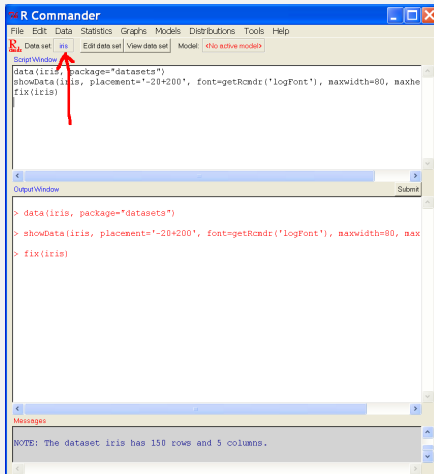 R Commander
File Edit Data Statistics Graphs Models Distributions Tools Help
R Data set: iris Edit data set View data set Model: <No active model>
Script Window
data(iris, package="datasets")
showData(iris, placement='-20+200', font=getRcmdr('logFont'), maxwidth=80, maxhe
fix(iris)
Output Window Submit
> data(iris, package="datasets")
> showData(iris, placement='-20+200', font=getRcmdr('logFont'), maxwidth=80, max
> fix(iris)
Messages
NOTE: The dataset iris has 150 rows and 5 columns.